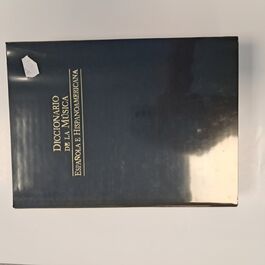 DICCIONARIO
DE LA MÚSICA
ESPAÑOLA E HISPANOAMERICANA